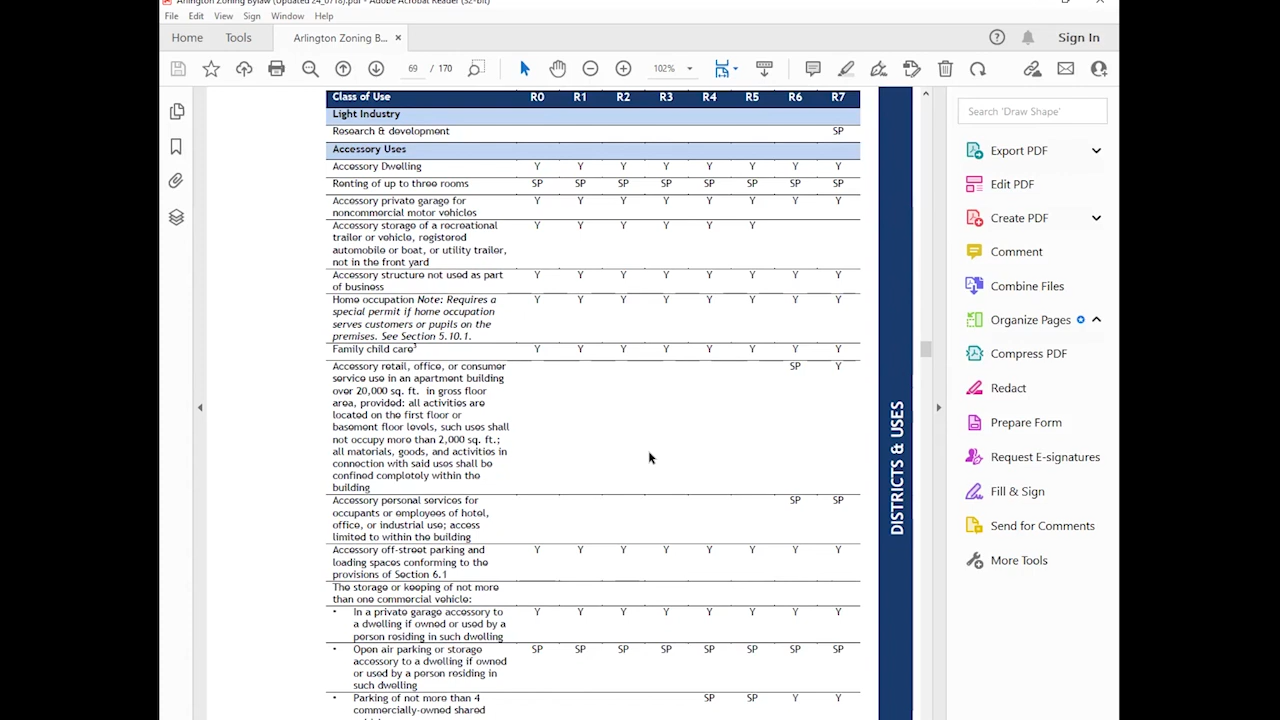 Arlington Zoning Bylaw (Updated 24_0718).pdf - Adobe Acrobat Reader (32-bit)
File Edit View Sign Window Help
Home Tools Arlington Zoning B... × Sign In
69 / 170 102%
Class of Use R0 R1 R2 R3 R4 R5 R6 R7
Light Industry
Research & development SP
Accessory Uses
Accessory Dwelling Y Y Y Y Y Y Y Y
Renting of up to three rooms SP SP SP SP SP SP SP SP
Accessory private garage for Y Y Y Y Y Y Y Y
noncommercial motor vehicles
Accessory storage of a recreational Y Y Y Y Y Y
trailer or vehicle, registered
automobile or boat, or utility trailer,
not in the front yard
Accessory structure not used as part Y Y Y Y Y Y Y Y
of business
Home occupation Note: Requires a Y Y Y Y Y Y Y Y
special permit if home occupation
serves customers or pupils on the
premises. See Section 5.10.1.
Family child care³ Y Y Y Y Y Y Y Y
Accessory retail, office, or consumer SP Y
service use in an apartment building
over 20,000 sq. ft. in gross floor
area, provided: all activities are
located on the first floor or
basement floor levels, such uses shall
not occupy more than 2,000 sq. ft.;
all materials, goods, and activities in
connection with said uses shall be
confined completely within the
building
Accessory personal services for SP SP
occupants or employees of hotel,
office, or industrial use; access
limited to within the building
Accessory off-street parking and Y Y Y Y Y Y Y Y
loading spaces conforming to the
provisions of Section 6.1
The storage or keeping of not more
than one commercial vehicle:
• In a private garage accessory to Y Y Y Y Y Y Y Y
a dwelling if owned or used by a
person residing in such dwelling
• Open air parking or storage SP SP SP SP SP SP SP SP
accessory to a dwelling if owned
or used by a person residing in
such dwelling
• Parking of not more than 4 SP SP Y Y
commercially-owned shared
DISTRICTS & USES
Search 'Draw Shape'
Export PDF
Edit PDF
Create PDF
Comment
Combine Files
Organize Pages
Compress PDF
Redact
Prepare Form
Request E-signatures
Fill & Sign
Send for Comments
More Tools